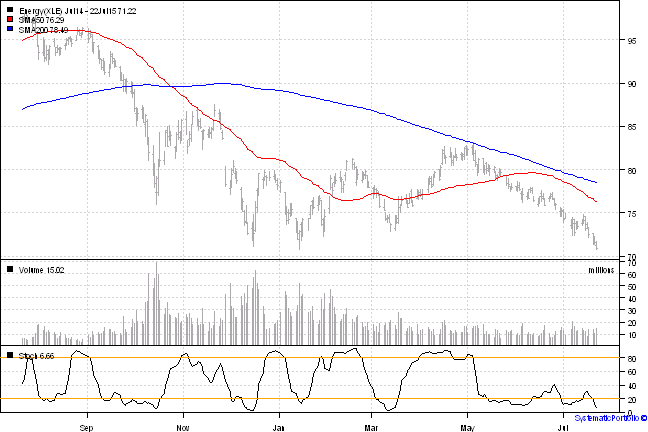 Energy(XLE) Jul14 - 22Jul15 71.22
SMA50 76.29
SMA200 78.49
95
90
85
80
75
70
Volume 15.02
millions
70
60
50
40
30
20
10
Stoch 6.66
80
60
40
20
0
Sep Nov Jan Mar May Jul
SystematicPortfolio ©